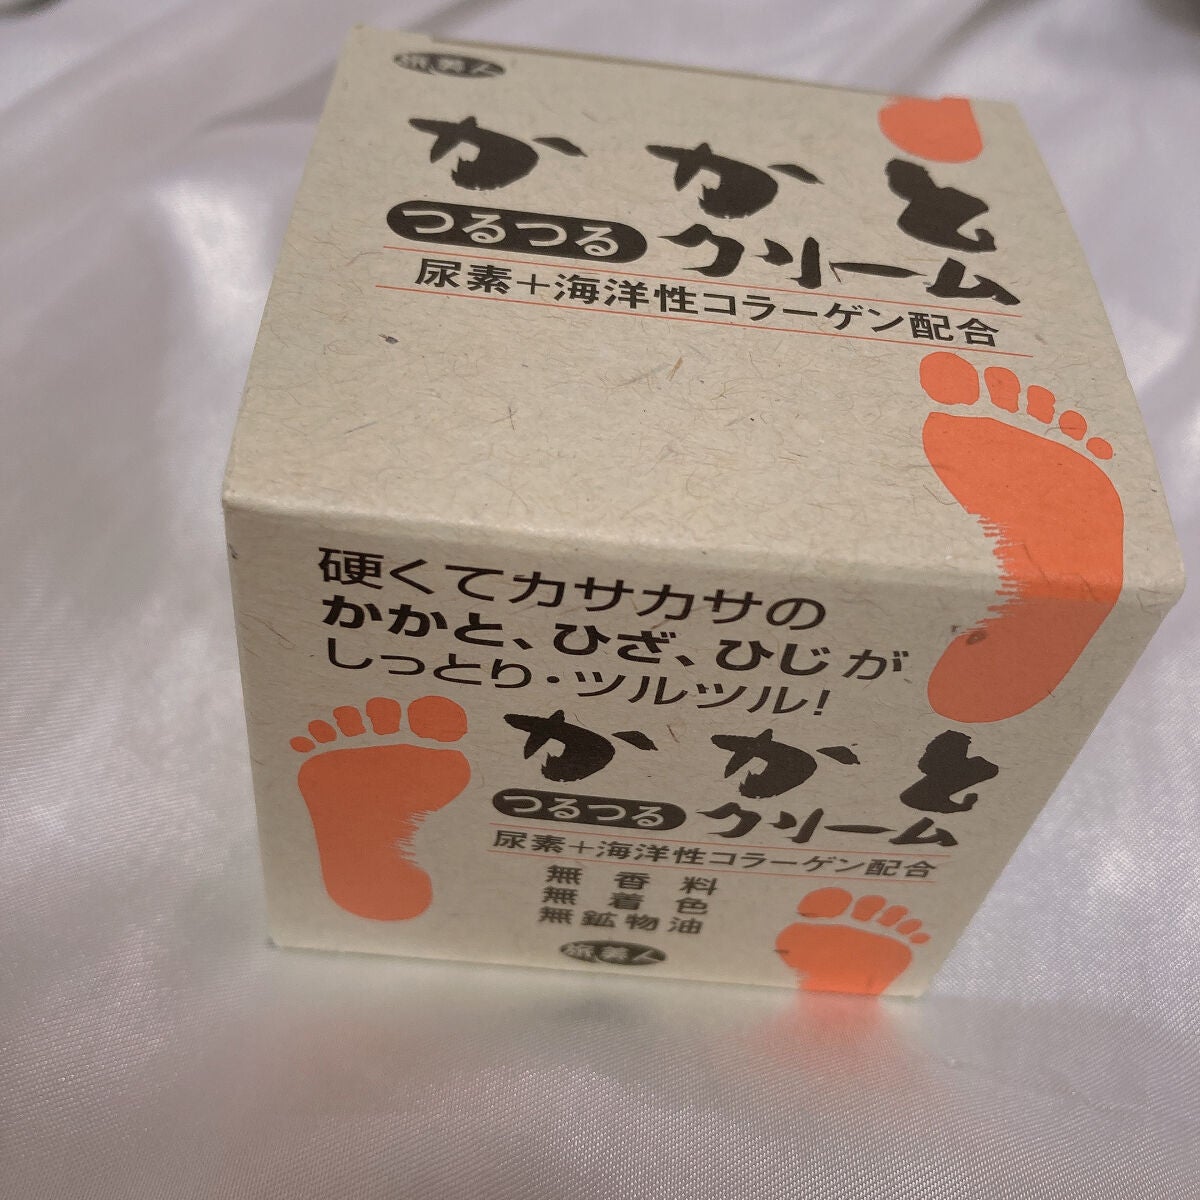 旅美人
かかと
つるつる クリーム
尿素+海洋性コラーゲン配合
硬くてカサカサの
かかと、ひざ、ひじが
しっとり・ツルツル!
かかと
つるつる クリーム
尿素+海洋性コラーゲン配合
無香料
無着色
無鉱物油
旅美人